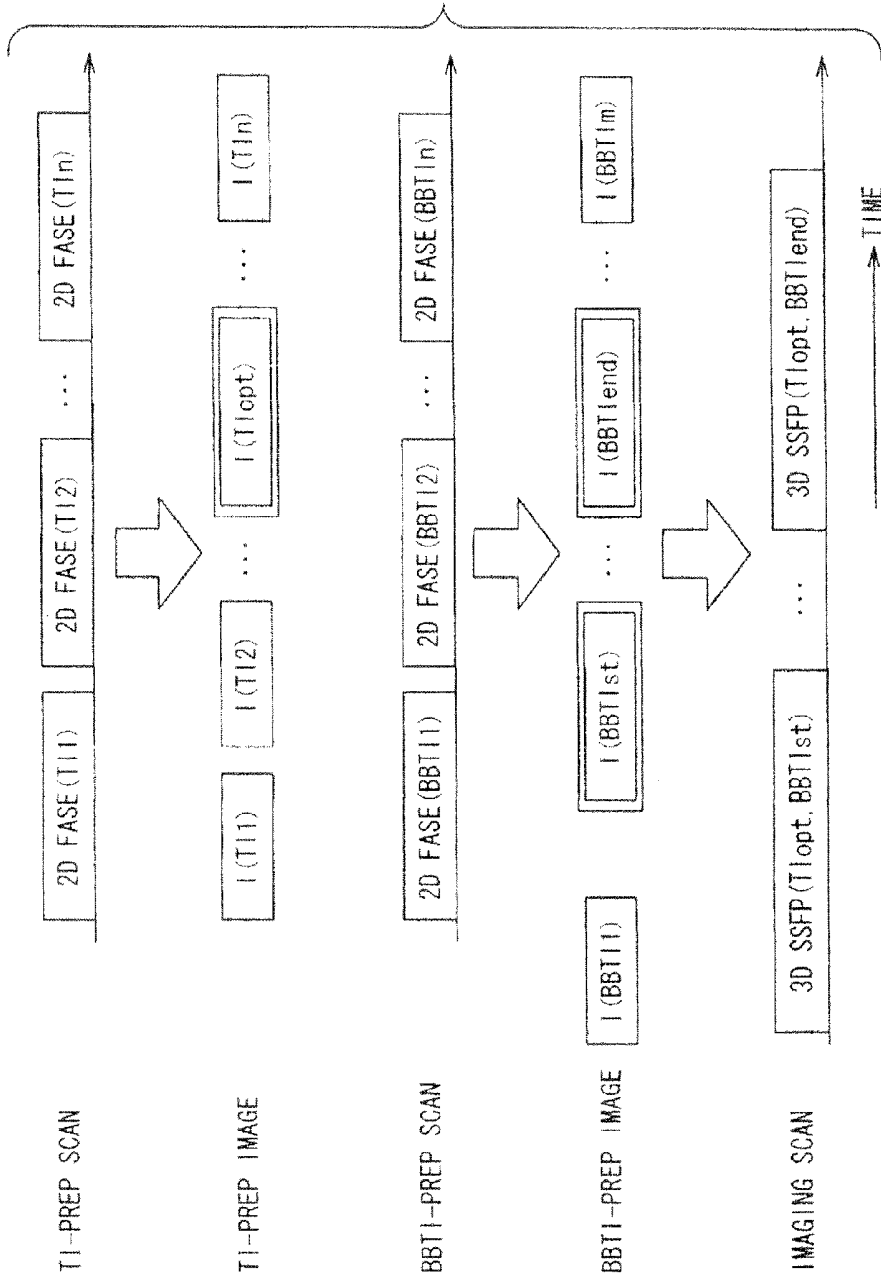 TI-PREP SCAN
2D FASE(TI1) 2D FASE(TI2) ... 2D FASE(TIn)
TI-PREP IMAGE
I(TI1) I(TI2) ... I(TIopt) ... I(TIn)
BBTI-PREP SCAN
2D FASE(BBTI1) 2D FASE(BBTI2) ... 2D FASE(BBTIn)
BBTI-PREP IMAGE
I(BBTI1) I(BBTIst) ... I(BBTIend) ... I(BBTIm)
IMAGING SCAN
3D SSFP(TIopt,BBTIst) ... 3D SSFP(TIopt,BBTIend)
TIME